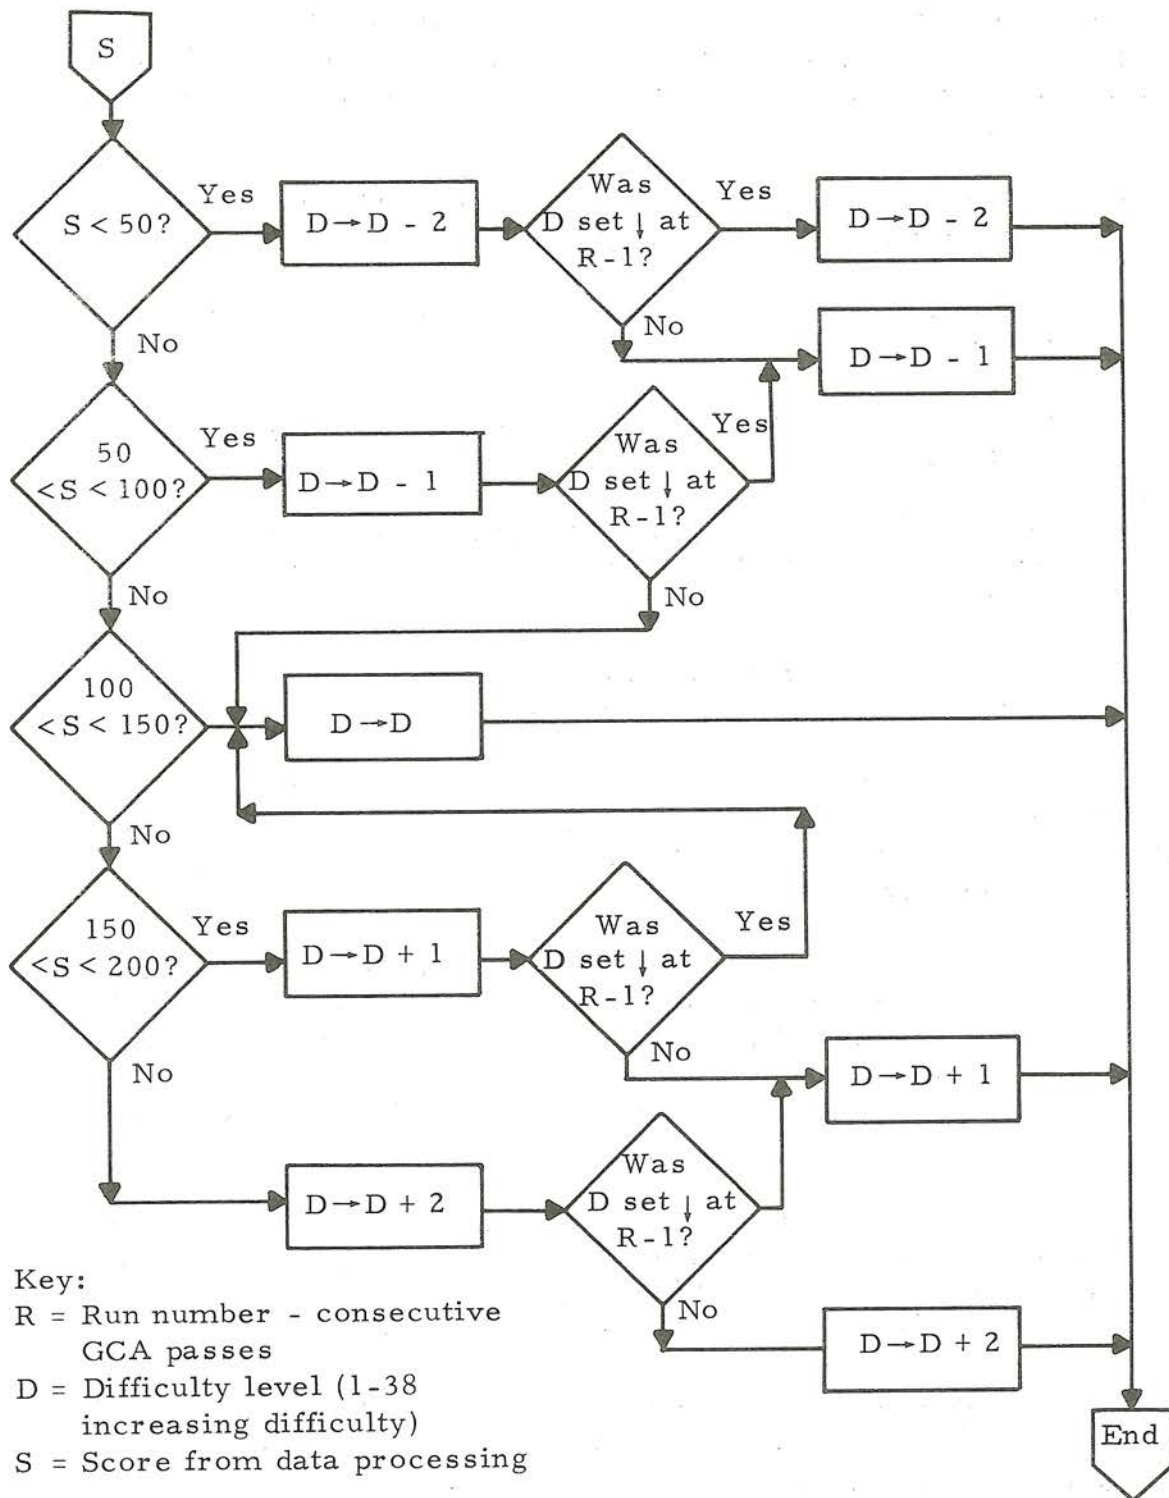 S
S < 50?
Yes
D→D - 2
Was
D set ↓ at
R-1?
Yes
D→D - 2
No
No
D→D - 1
50
<S < 100?
Yes
D→D - 1
Was
D set ↓ at
R-1?
Yes
No
No
100
<S < 150?
D→D
No
150
<S < 200?
Yes
D→D + 1
Was
D set ↓ at
R-1?
Yes
No
D→D + 1
No
D→D + 2
Was
D set ↓ at
R-1?
No
D→D + 2
End
Key:
R = Run number - consecutive
GCA passes
D = Difficulty level (1-38
increasing difficulty)
S = Score from data processing